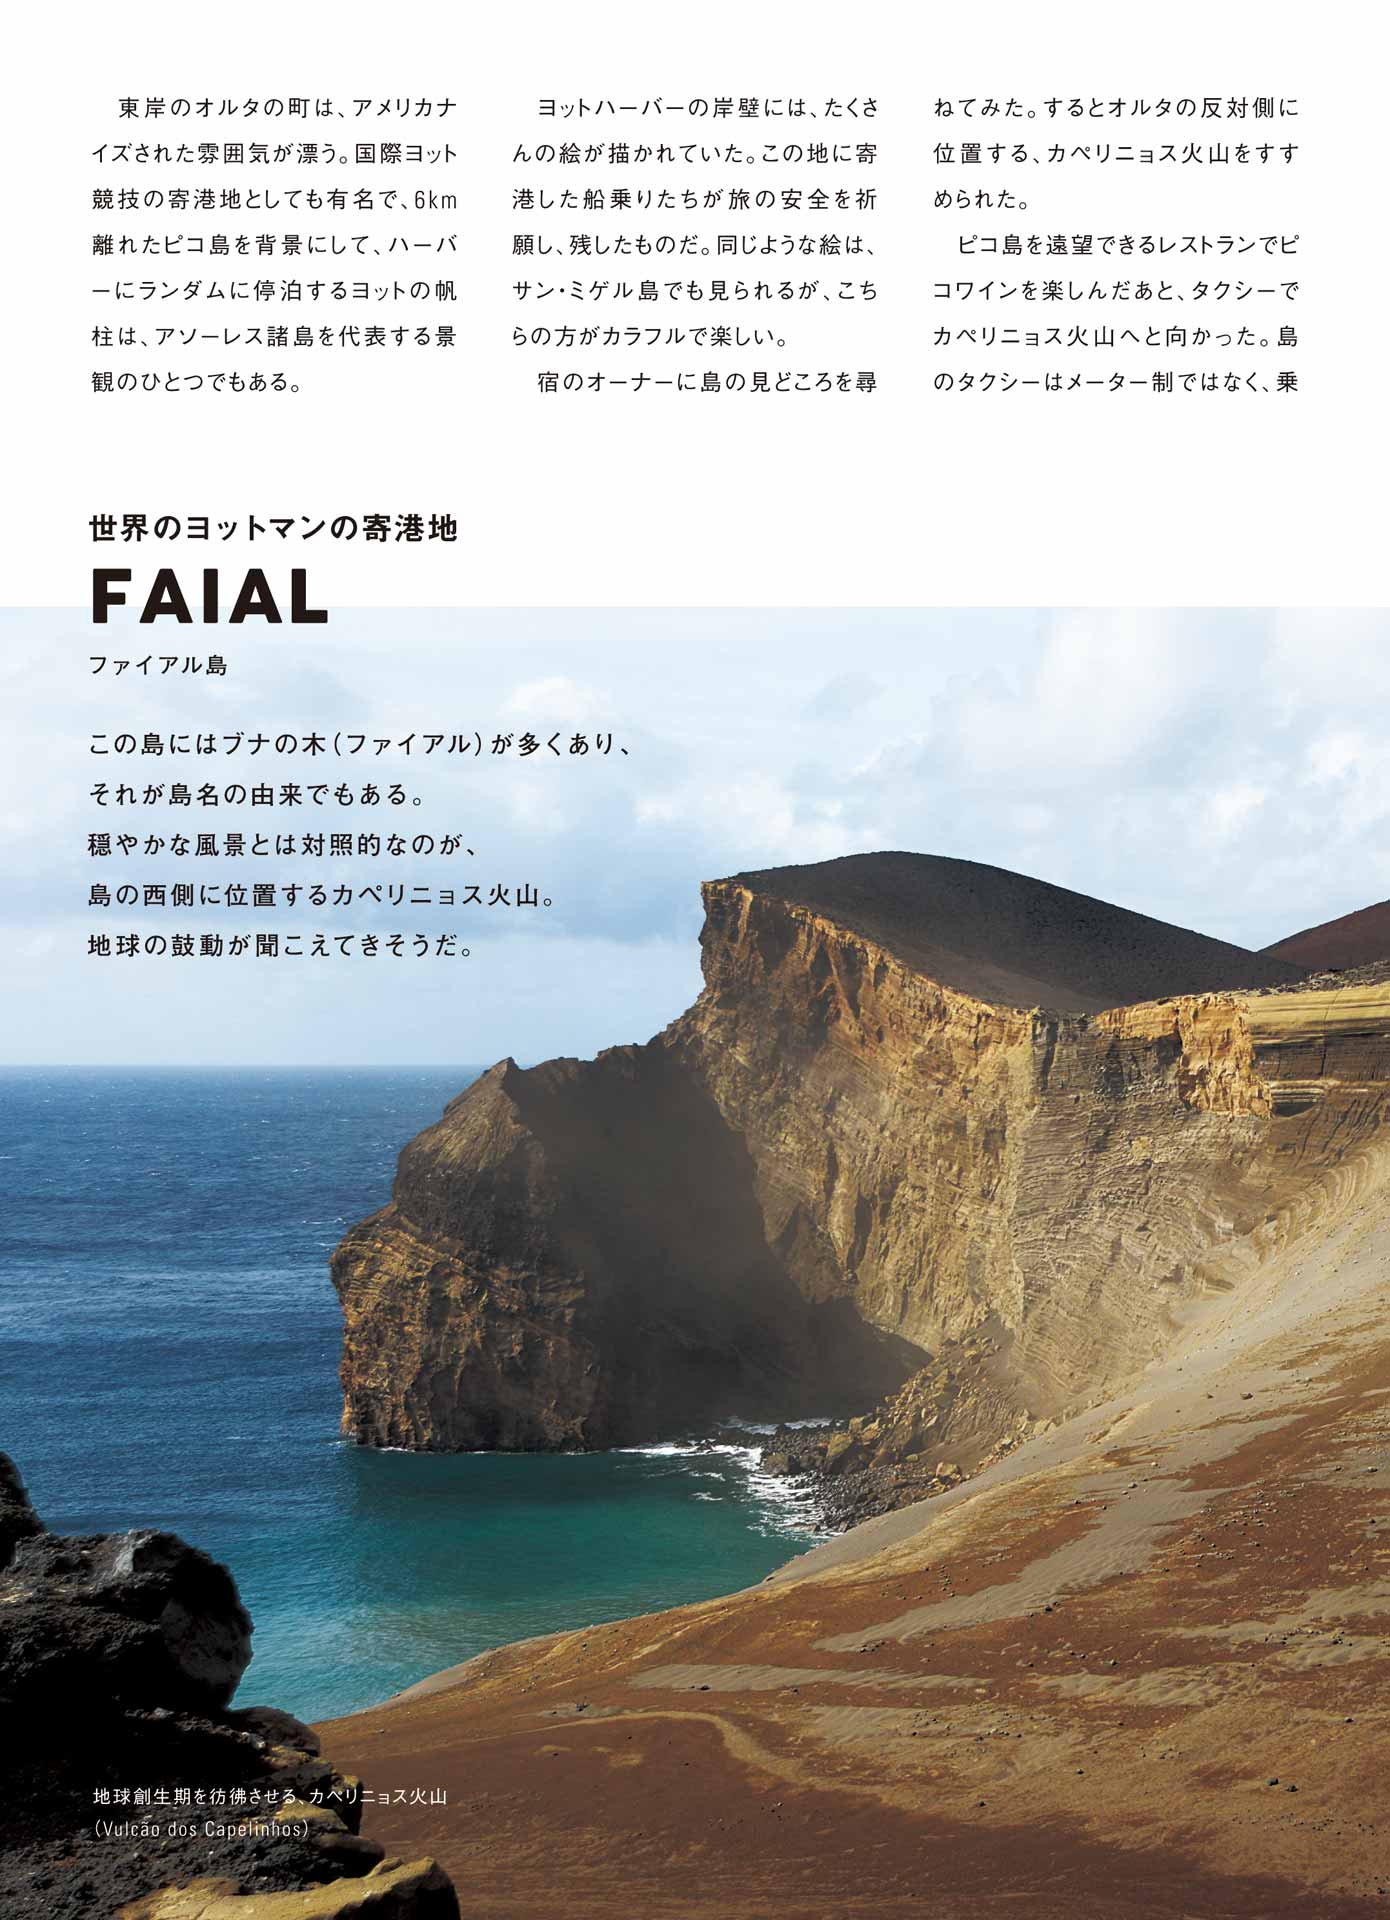 東岸のオルタの町は、アメリカナ
イズされた雰囲気が漂う。国際ヨット
競技の寄港地としても有名で、6km
離れたピコ島を背景にして、ハーバ
ーにランダムに停泊するヨットの帆
柱は、アソーレス諸島を代表する景
観のひとつでもある。
ヨットハーバーの岸壁には、たくさ
んの絵が描かれていた。この地に寄
港した船乗りたちが旅の安全を祈
願し、残したものだ。同じような絵は、
サン・ミゲル島でも見られるが、こち
らの方がカラフルで楽しい。
宿のオーナーに島の見どころを尋
ねてみた。するとオルタの反対側に
位置する、カペリニョス火山をすす
められた。
ピコ島を遠望できるレストランでピ
コワインを楽しんだあと、タクシーで
カペリニョス火山へと向かった。島
のタクシーはメーター制ではなく、乗
世界のヨットマンの寄港地
FAIAL
ファイアル島
この島にはブナの木（ファイアル）が多くあり、
それが島名の由来でもある。
穏やかな風景とは対照的なのが、
島の西側に位置するカペリニョス火山。
地球の鼓動が聞こえてきそうだ。
地球創生期を彷彿させる、カペリニョス火山
（Vulcão dos Capelinhos）